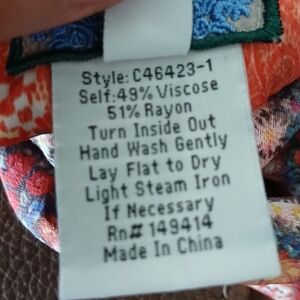 Style: C46423-1
Self: 49% Viscose
51% Rayon
Turn Inside Out
Hand Wash Gently
Lay Flat to Dry
Light Steam Iron
If Necessary
Rn# 149414
Made In China